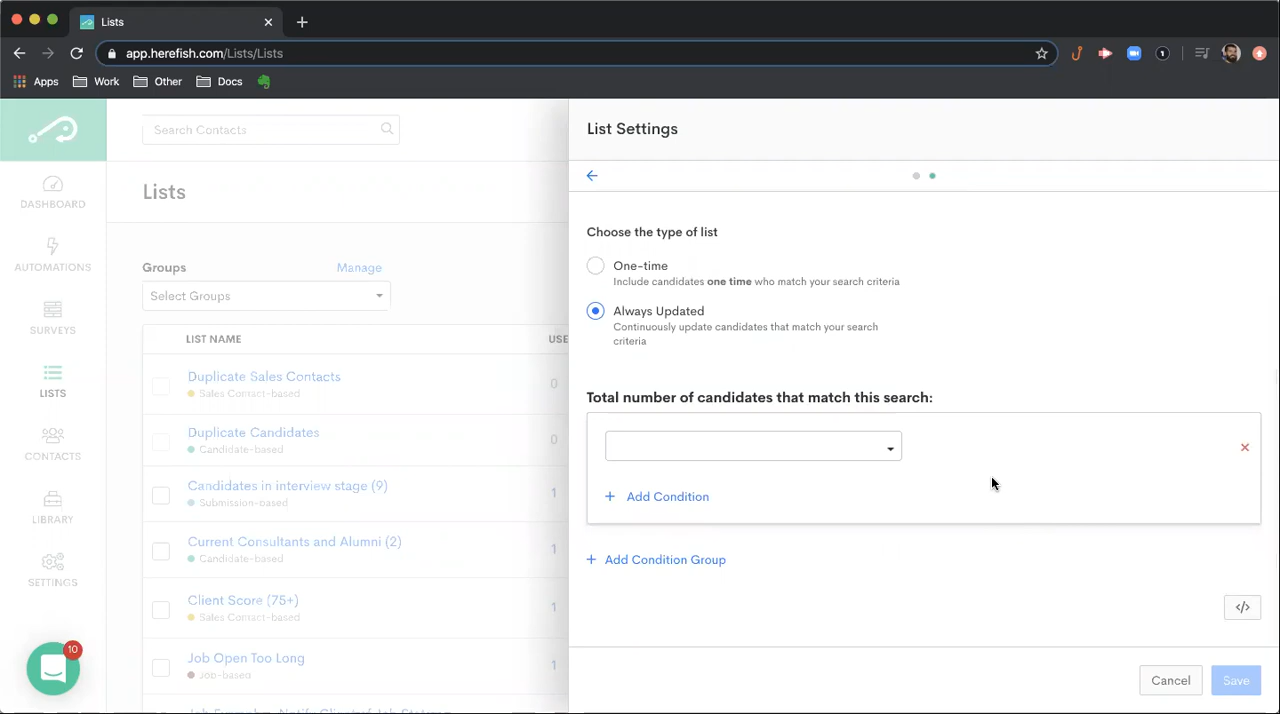 Lists
app.herefish.com/Lists/Lists
1
Apps
Work
Other
Docs
Search Contacts
DASHBOARD
AUTOMATIONS
SURVEYS
LISTS
CONTACTS
LIBRARY
SETTINGS
10
Lists
Groups
Manage
Select Groups
LIST NAME
USE
Duplicate Sales Contacts
0
Sales Contact-based
Duplicate Candidates
0
Candidate-based
Candidates in interview stage (9)
1
Submission-based
Current Consultants and Alumni (2)
1
Candidate-based
Client Score (75+)
1
Sales Contact-based
Job Open Too Long
1
Job-based
List Settings
Choose the type of list
One-time
Include candidates one time who match your search criteria
Always Updated
Continuously update candidates that match your search
criteria
Total number of candidates that match this search:
+ Add Condition
+ Add Condition Group
</>
Cancel
Save